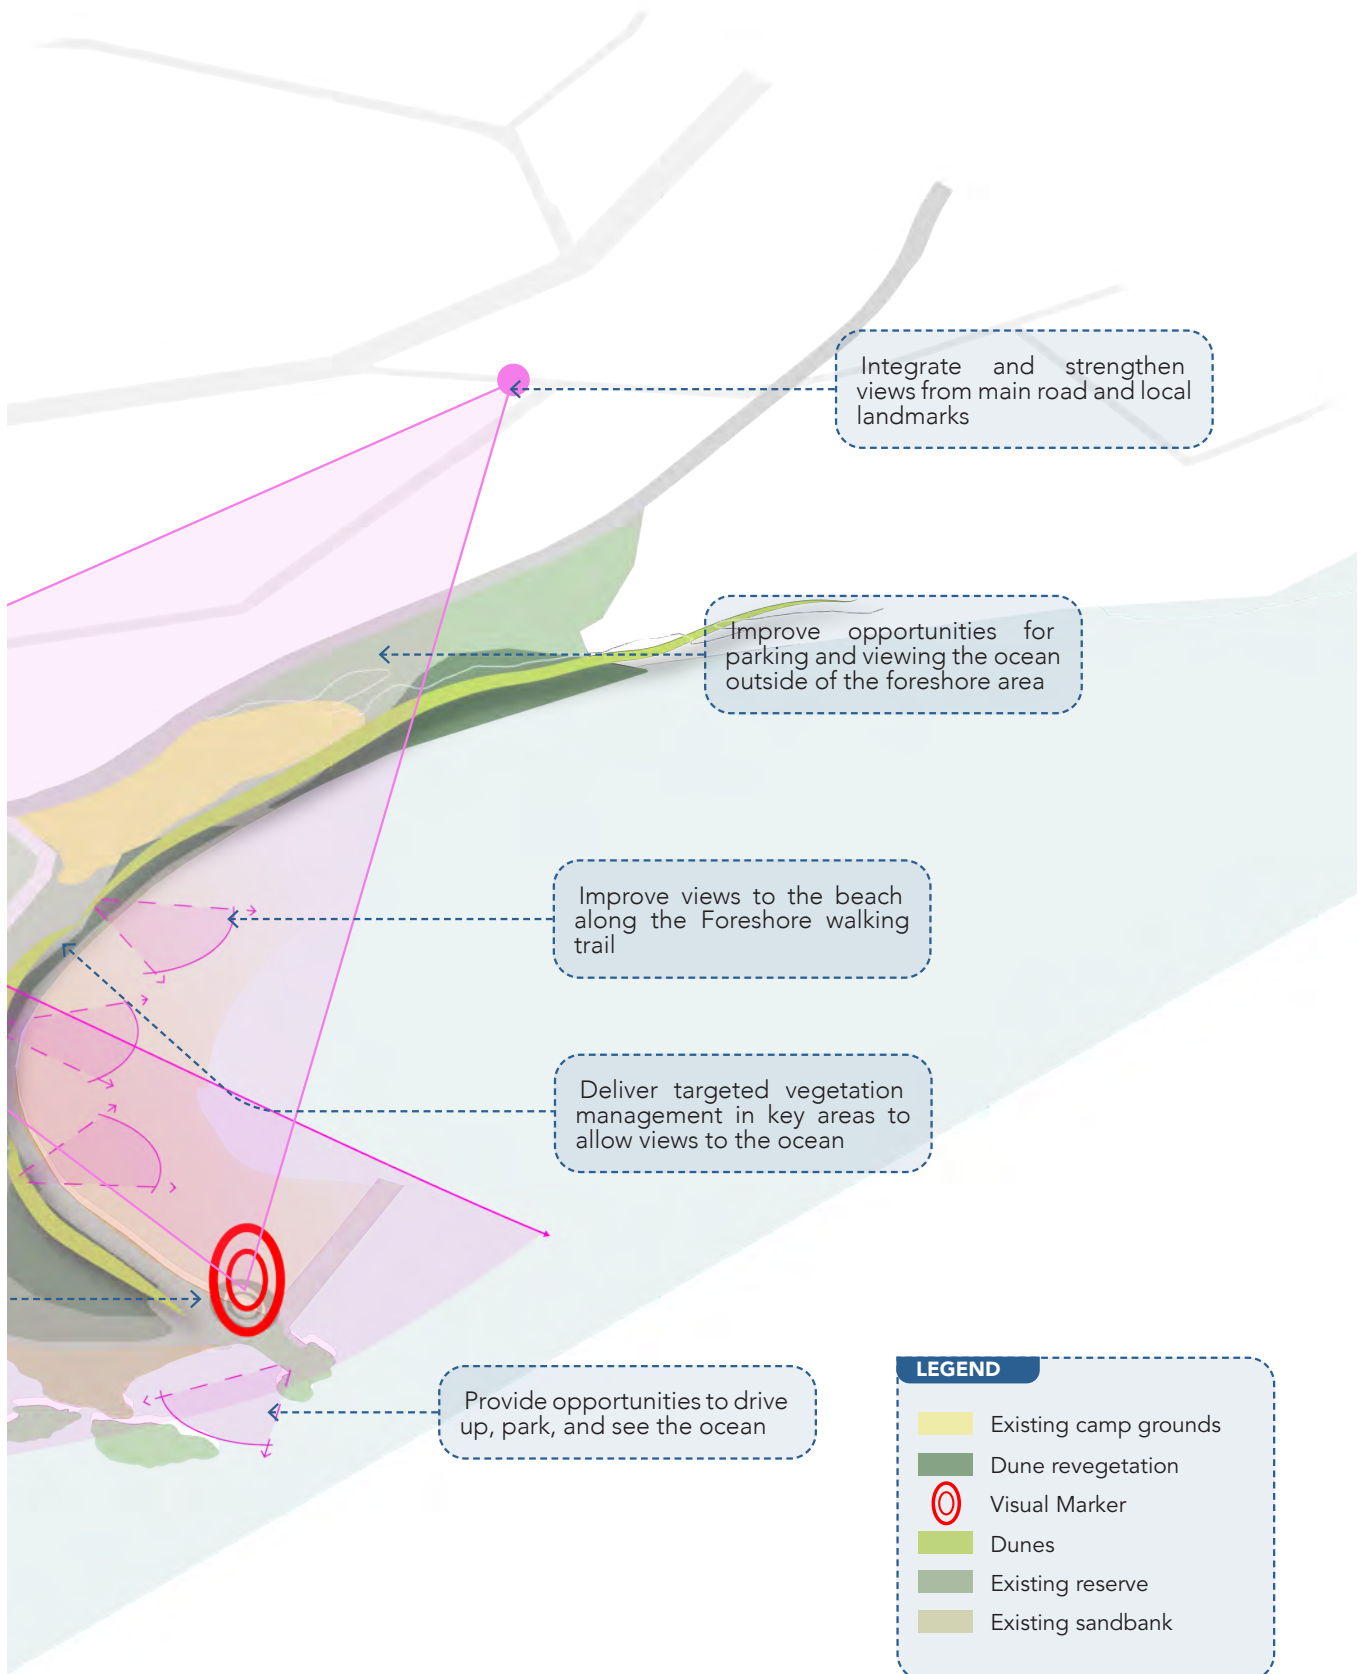 Integrate and strengthen
views from main road and local
landmarks
Improve opportunities for
parking and viewing the ocean
outside of the foreshore area
Improve views to the beach
along the Foreshore walking
trail
Deliver targeted vegetation
management in key areas to
allow views to the ocean
Provide opportunities to drive
up, park, and see the ocean
LEGEND
Existing camp grounds
Dune revegetation
Visual Marker
Dunes
Existing reserve
Existing sandbank